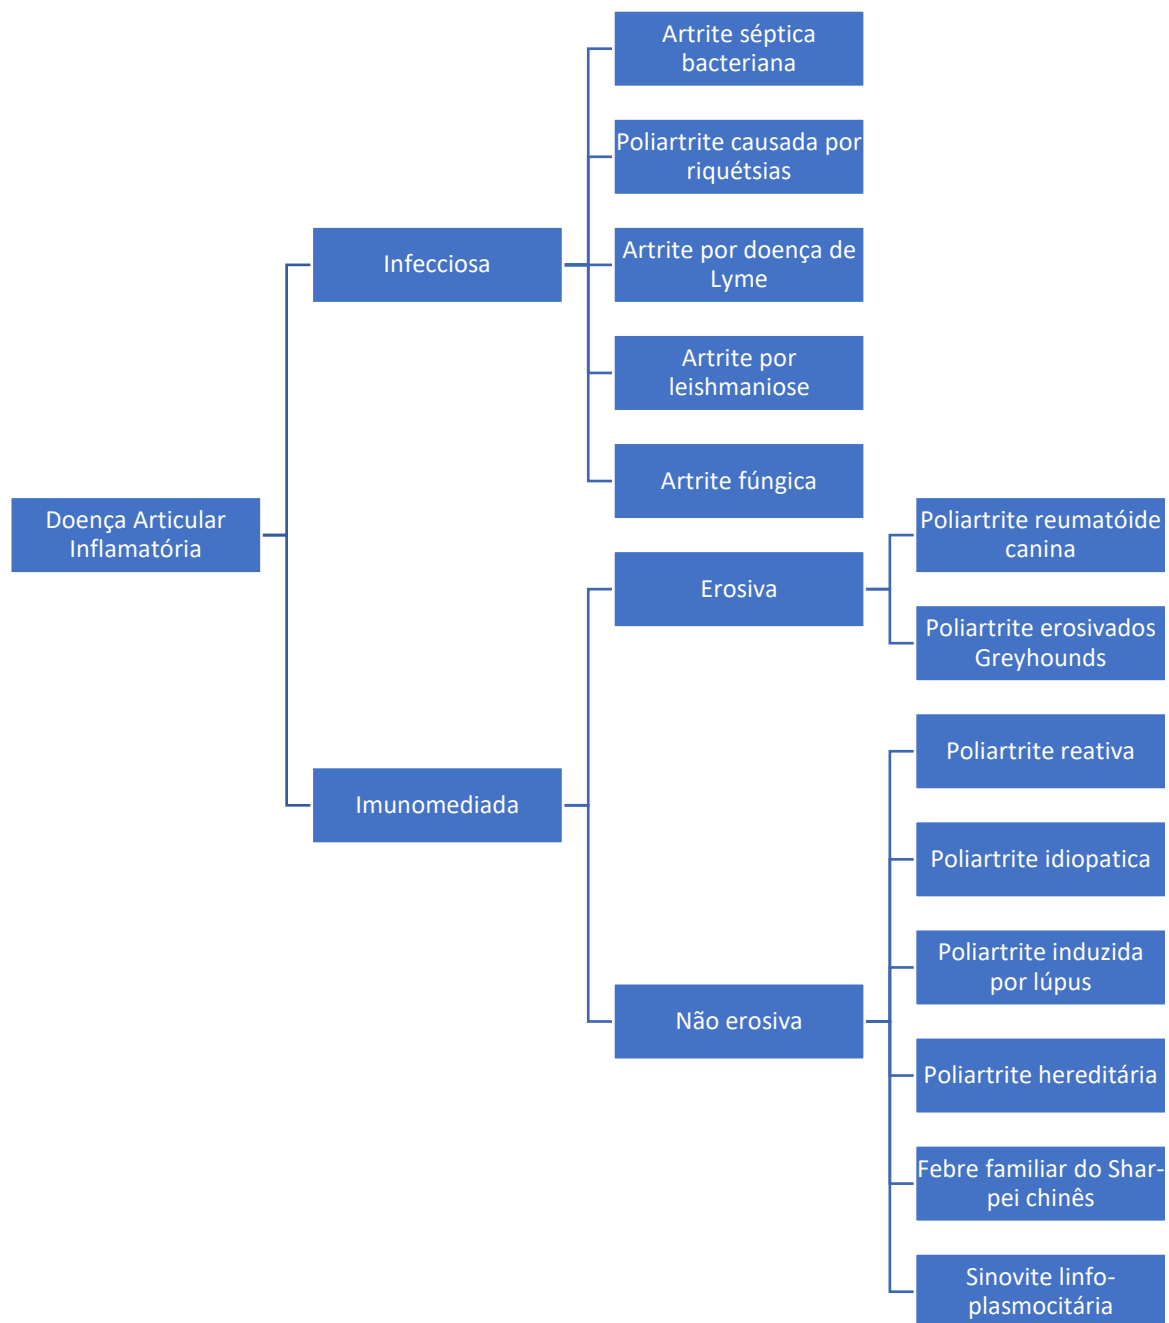 Artrite séptica
bacteriana
Poliartrite causada por
riquétsias
Infecciosa
Artrite por doença de
Lyme
Artrite por
leishmaniose
Artrite fúngica
Doença Articular
Inflamatória
Poliartrite reumatóide
canina
Erosiva
Poliartrite erosivados
Greyhounds
Poliartrite reativa
Imunomediada
Poliartrite idiopatica
Poliartrite induzida
por lúpus
Não erosiva
Poliartrite hereditária
Febre familiar do Shar-
pei chinês
Sinovite linfo-
plasmocitária